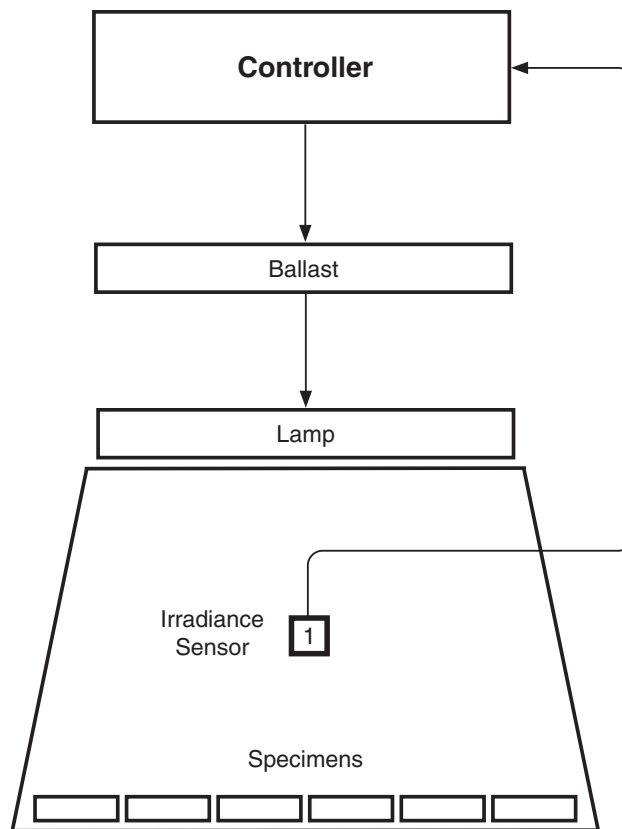 Controller
Ballast
Lamp
Irradiance
Sensor
1
Specimens